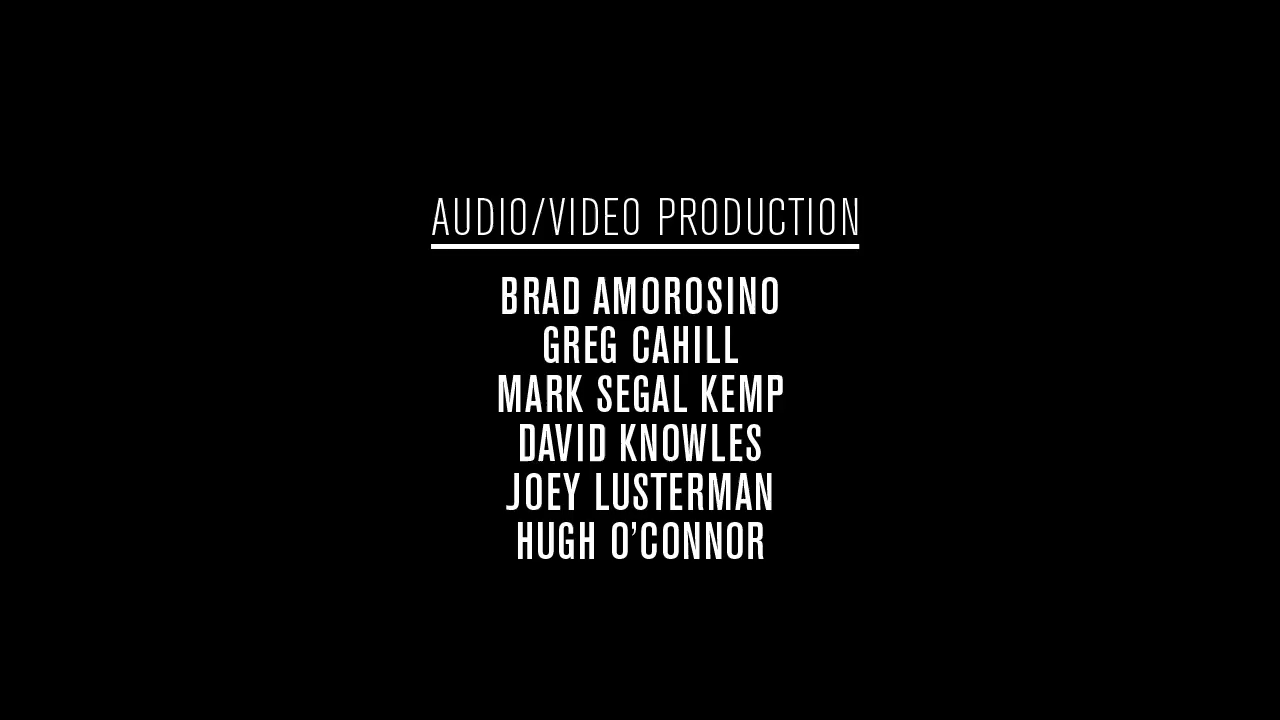 AUDIO/VIDEO PRODUCTION
BRAD AMOROSINO
GREG CAHILL
MARK SEGAL KEMP
DAVID KNOWLES
JOEY LUSTERMAN
HUGH O’CONNOR